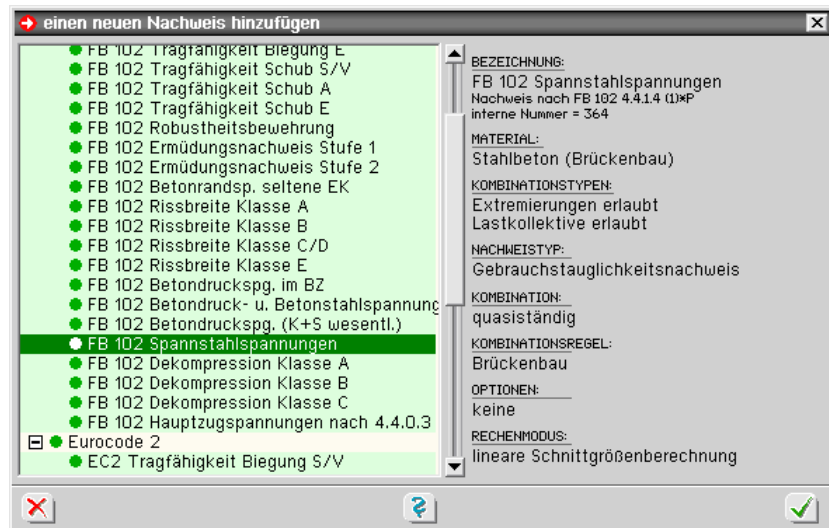 einen neuen Nachweis hinzufügen
FB 102 Tragfähigkeit Biegung E
FB 102 Tragfähigkeit Schub S/V
FB 102 Tragfähigkeit Schub A
FB 102 Tragfähigkeit Schub E
FB 102 Robustheitsbewehrung
FB 102 Ermüdungsnachweis Stufe 1
FB 102 Ermüdungsnachweis Stufe 2
FB 102 Betonrandsp. seltene EK
FB 102 Rissbreite Klasse A
FB 102 Rissbreite Klasse B
FB 102 Rissbreite Klasse C/D
FB 102 Rissbreite Klasse E
FB 102 Betondruckspg. im BZ
FB 102 Betondruck- u. Betonstahlspannung
FB 102 Betondruckspg. (K+S wesentl.)
FB 102 Spannstahlspannungen
FB 102 Dekompression Klasse A
FB 102 Dekompression Klasse B
FB 102 Dekompression Klasse C
FB 102 Hauptzugspannungen nach 4.4.0.3
Eurocode 2
EC2 Tragfähigkeit Biegung S/V
BEZEICHNUNG:
FB 102 Spannstahlspannungen
Nachweis nach FB 102 4.4.1.4 (1)*P
interne Nummer = 364
MATERIAL:
Stahlbeton (Brückenbau)
KOMBINATIONSTYPEN:
Extremierungen erlaubt
Lastkollektive erlaubt
NACHWEISTYP:
Gebrauchstauglichkeitsnachweis
KOMBINATION:
quasiständig
KOMBINATIONSREGEL:
Brückenbau
OPTIONEN:
keine
RECHENMODUS:
lineare Schnittgrößenberechnung